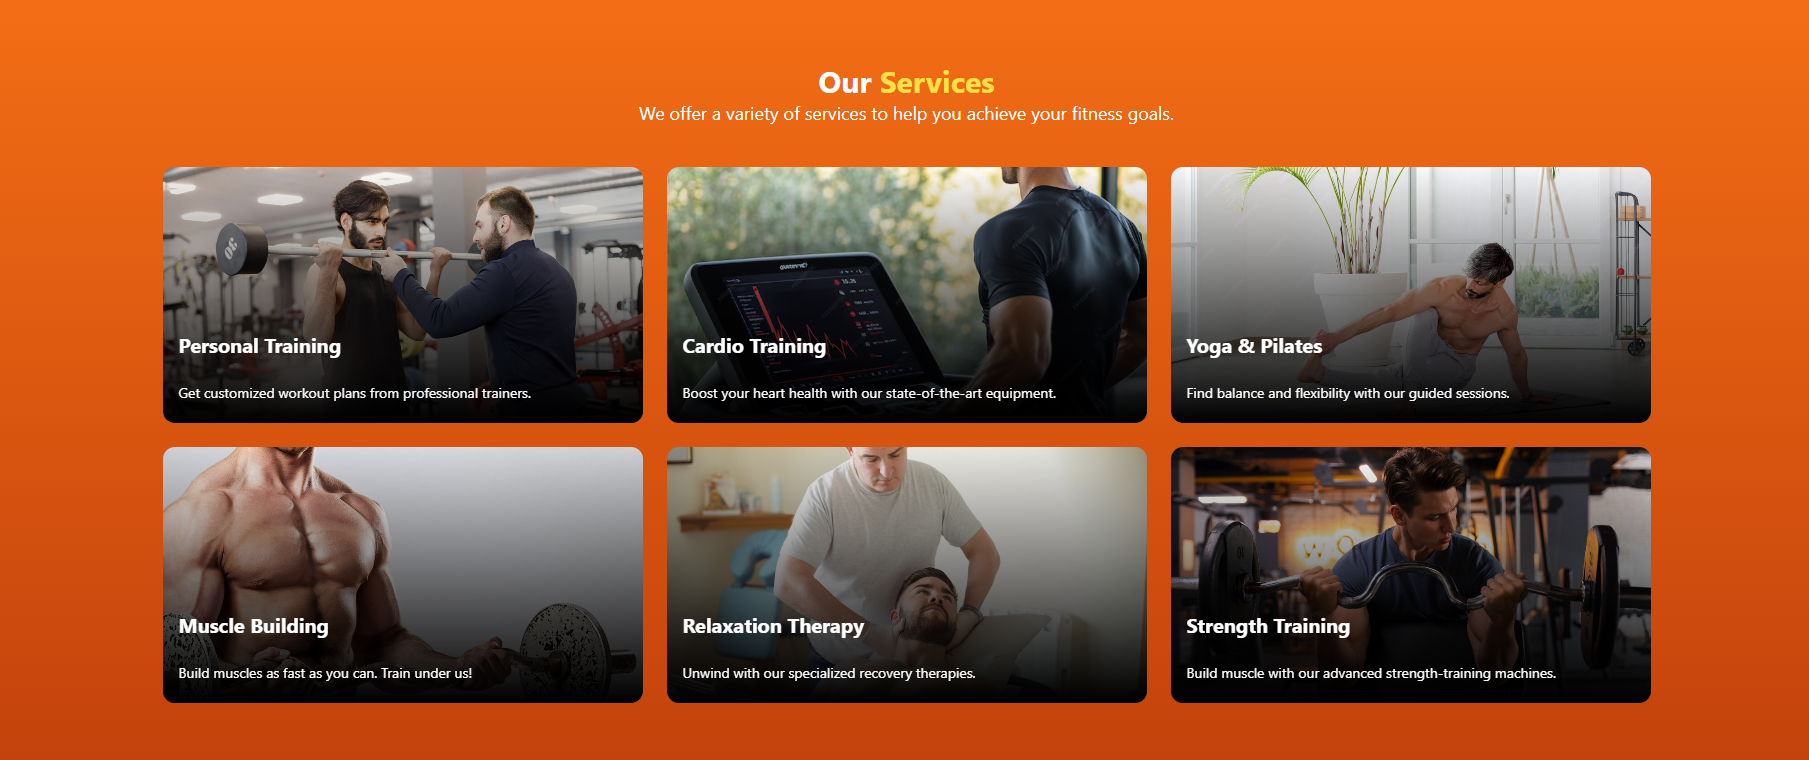 Our Services
We offer a variety of services to help you achieve your fitness goals.
Personal Training
Get customized workout plans from professional trainers.
Cardio Training
Boost your heart health with our state-of-the-art equipment.
Yoga & Pilates
Find balance and flexibility with our guided sessions.
Muscle Building
Build muscles as fast as you can. Train under us!
Relaxation Therapy
Unwind with our specialized recovery therapies.
Strength Training
Build muscle with our advanced strength-training machines.